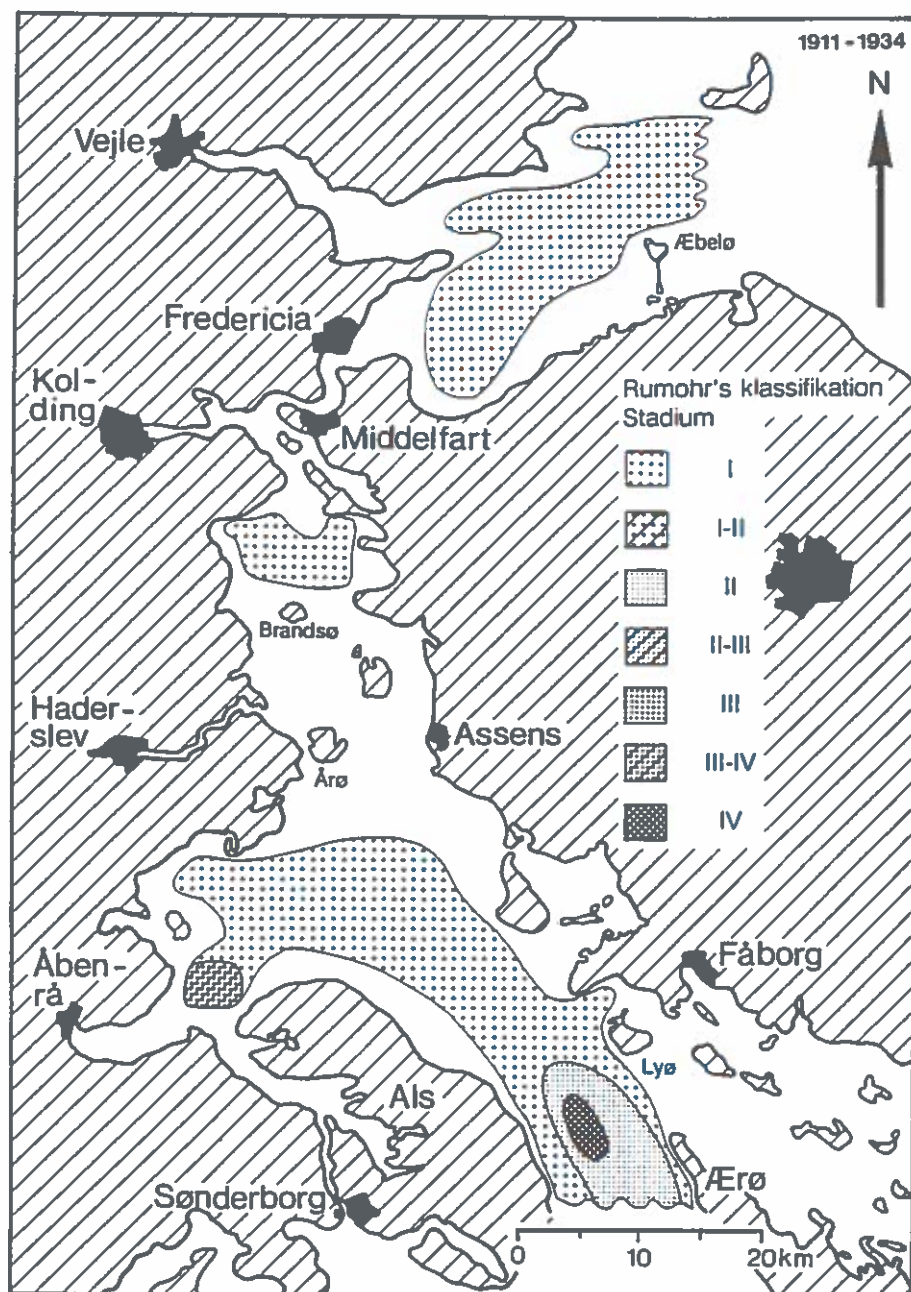 1911-1934
N
Vejle
Æbelø
Fredericia
Kol-
ding
Middelfart
Rumohr's klassifikation
Stadium
I
I-II
II
II-III
III
III-IV
IV
Brandsø
Hader-
slev
Assens
Årø
Fåborg
Åben-
rå
Lyø
Als
Ærø
Sønderborg
0 10 20km